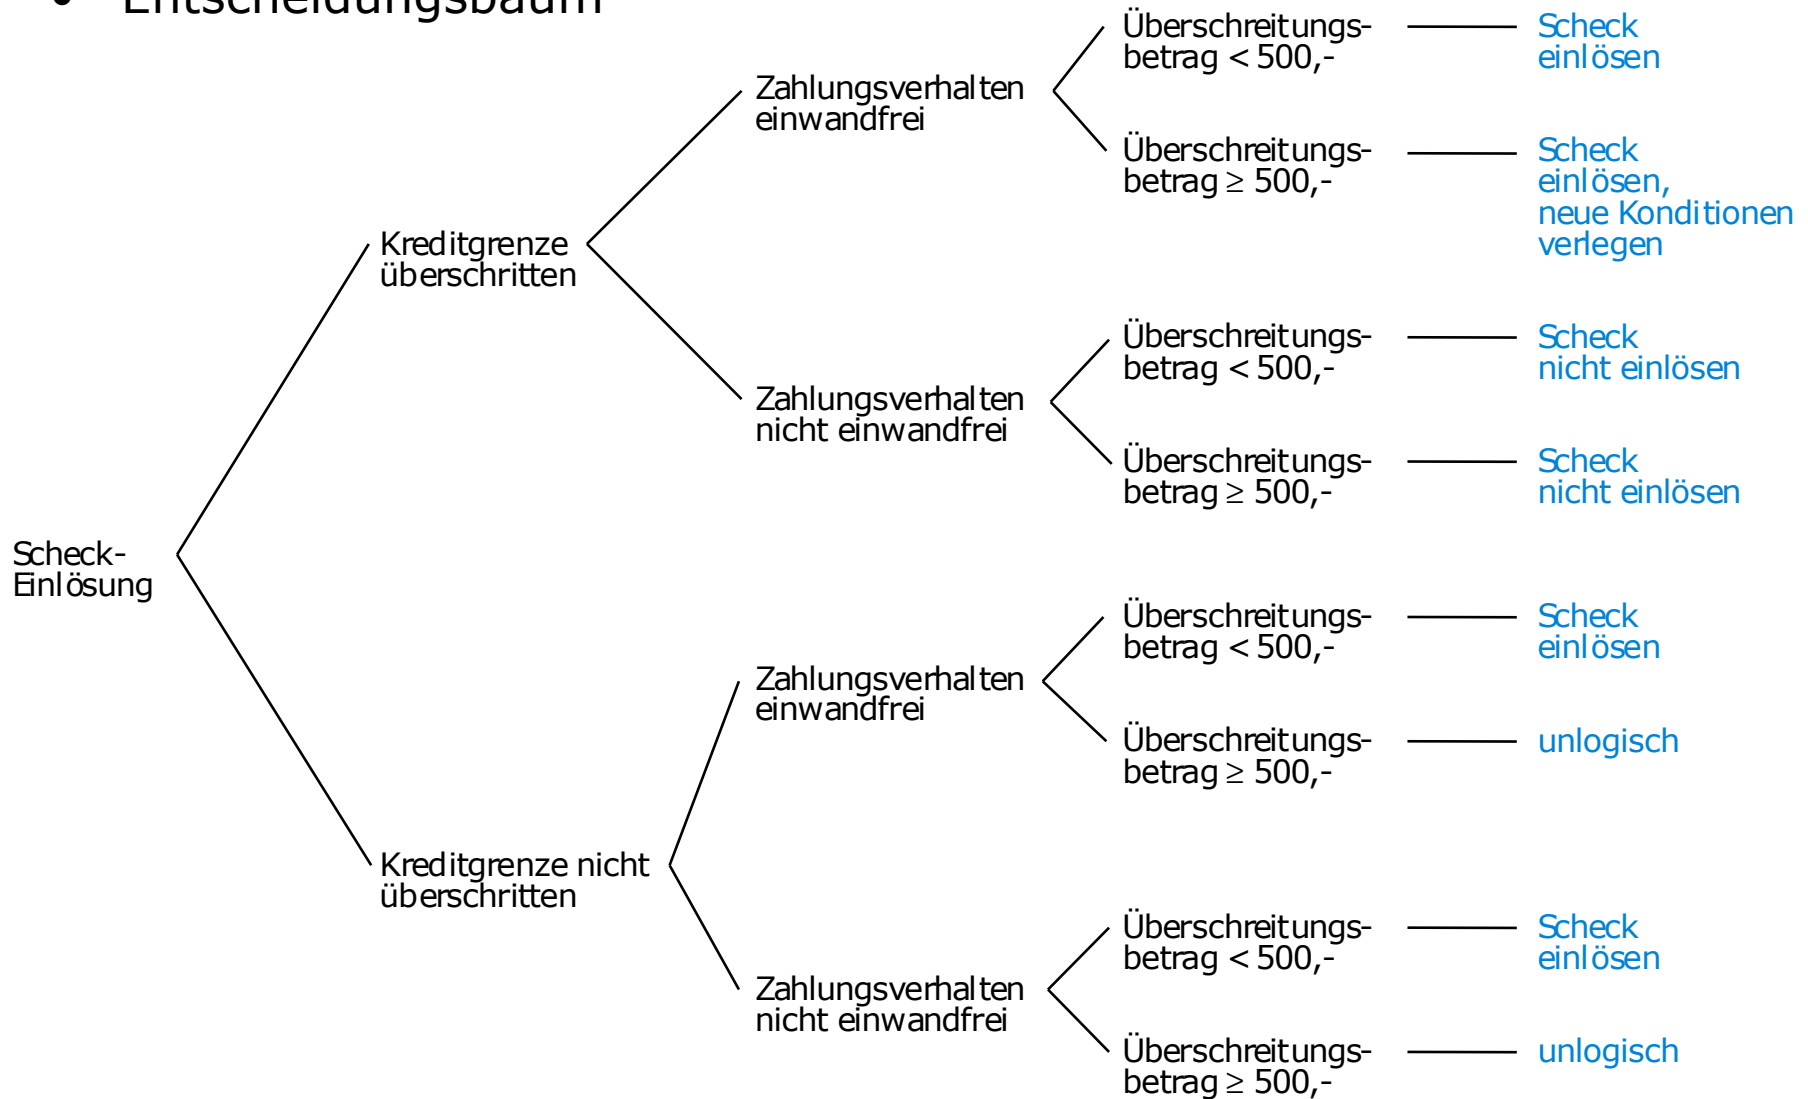 • Entscheidungsbaum
Überschreitungs-
betrag < 500,-
Scheck
einlösen
Zahlungsverhalten
einwandfrei
Überschreitungs-
betrag ≥ 500,-
Scheck
einlösen,
neue Konditionen
verlegen
Kreditgrenze
überschritten
Überschreitungs-
betrag < 500,-
Scheck
nicht einlösen
Zahlungsverhalten
nicht einwandfrei
Überschreitungs-
betrag ≥ 500,-
Scheck
nicht einlösen
Scheck-
Einlösung
Überschreitungs-
betrag < 500,-
Scheck
einlösen
Zahlungsverhalten
einwandfrei
Überschreitungs-
betrag ≥ 500,-
unlogisch
Kreditgrenze nicht
überschritten
Überschreitungs-
betrag < 500,-
Scheck
einlösen
Zahlungsverhalten
nicht einwandfrei
Überschreitungs-
betrag ≥ 500,-
unlogisch